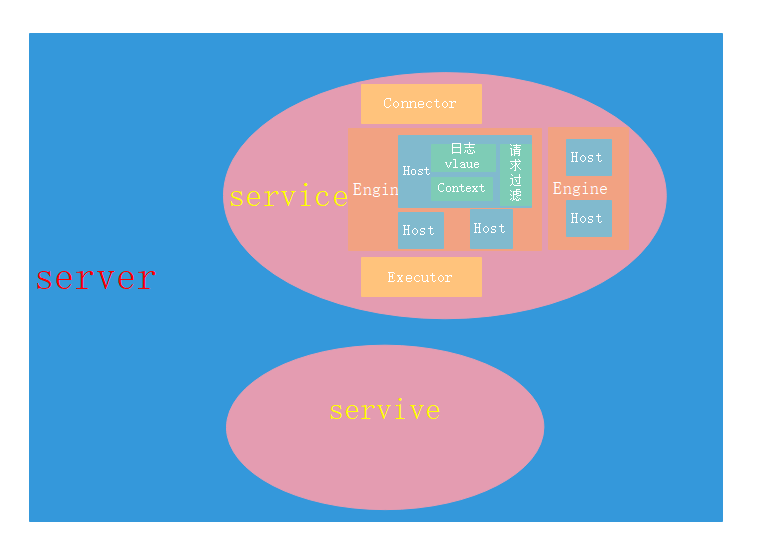 Connector
日志
vlaue
请
求
过
滤
Host
Context
Engin
Host
Host
Host
Engine
Host
service
Executor
server
servive